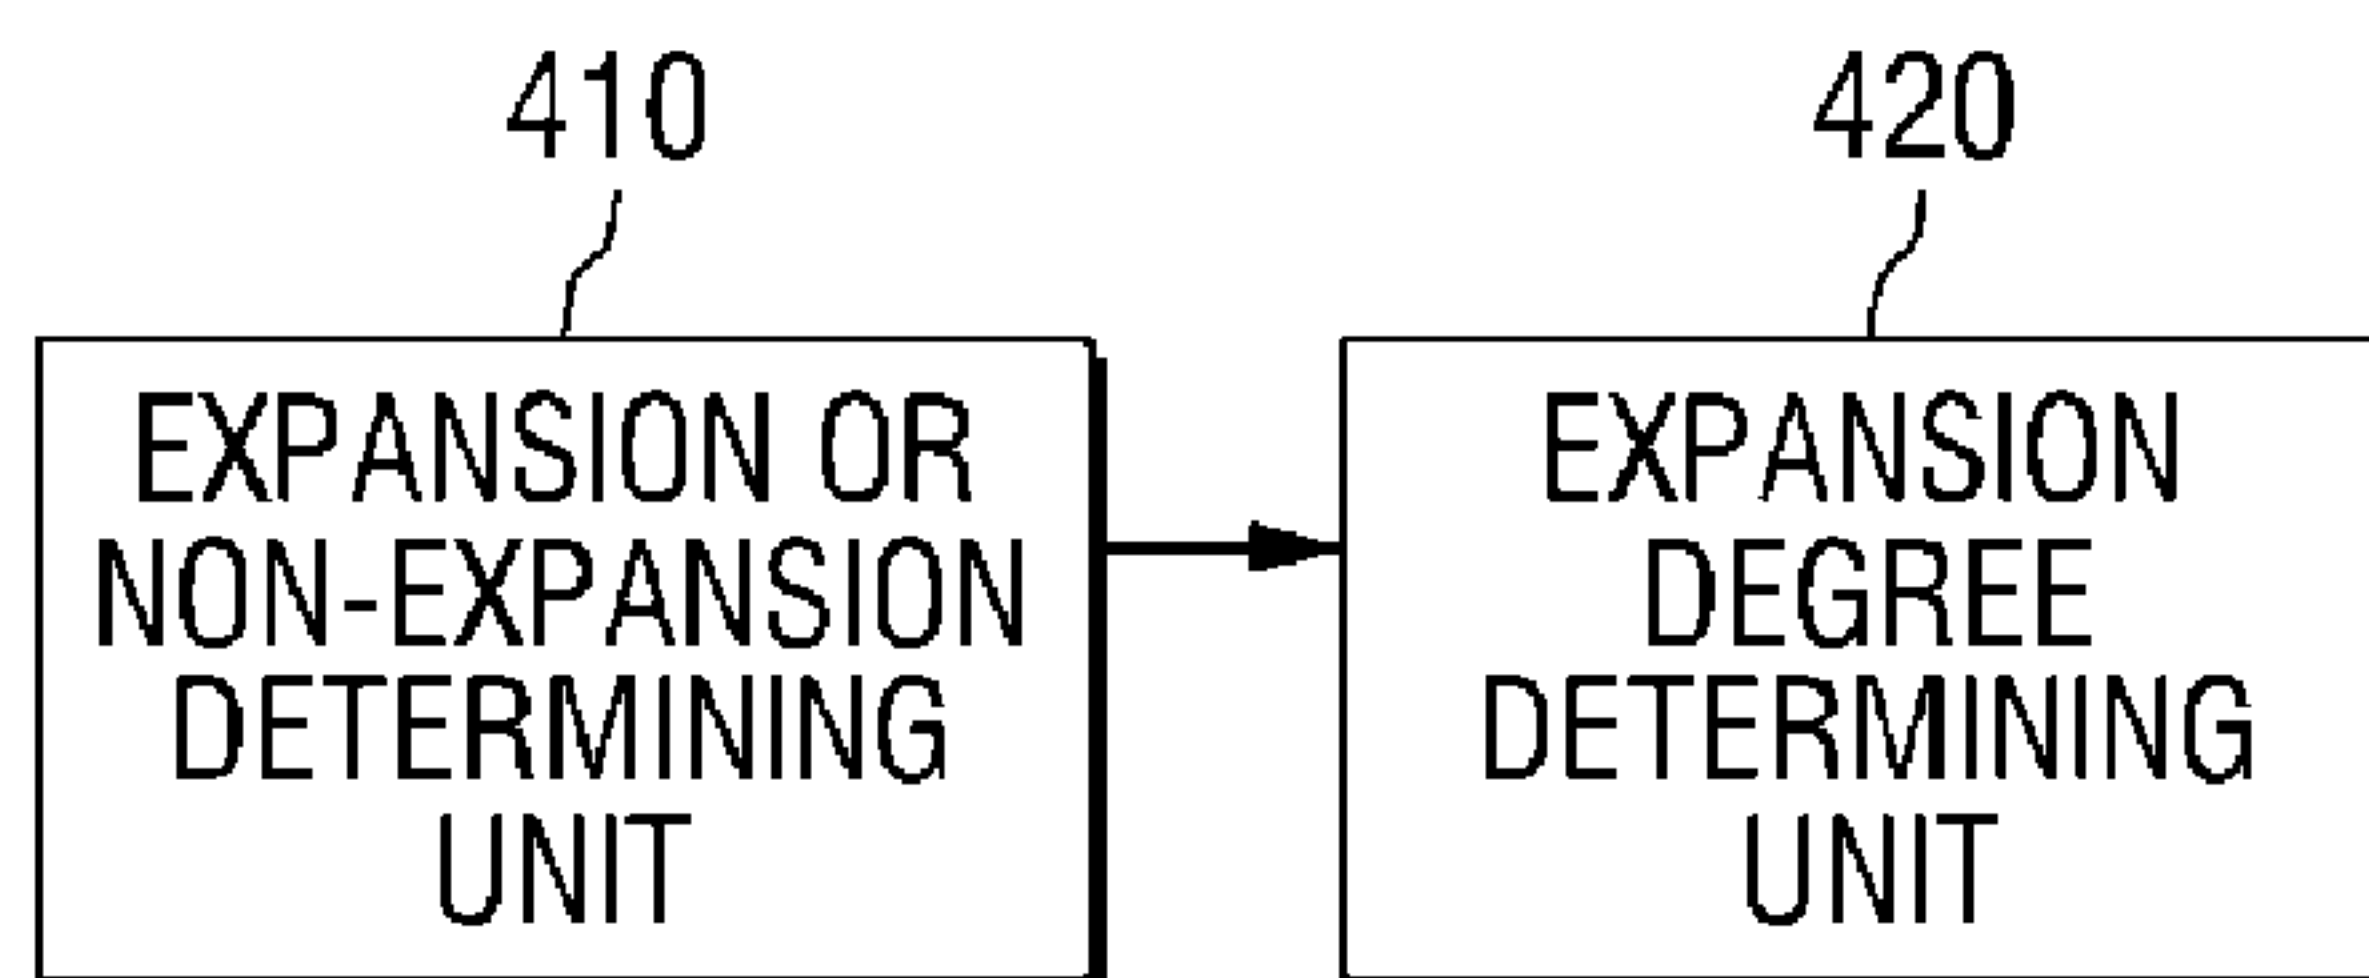 410
EXPANSION OR
NON-EXPANSION
DETERMINING
UNIT
420
EXPANSION
DEGREE
DETERMINING
UNIT